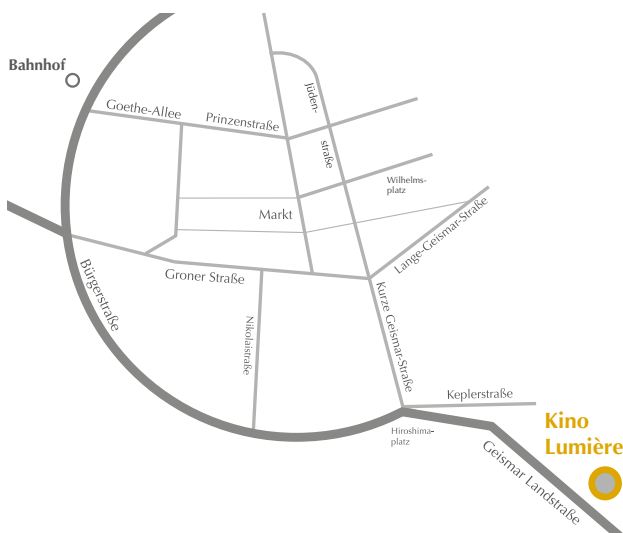 Bahnhof
Goethe-Allee
Prinzenstraße
Jüden-
straße
Wilhelms-
platz
Markt
Lange-Geismar-Straße
Groner Straße
Bürgerstraße
Nikolaistraße
Kurze Geismar-Straße
Keplerstraße
Hiroshima-
platz
Kino
Lumière
Geismar Landstraße